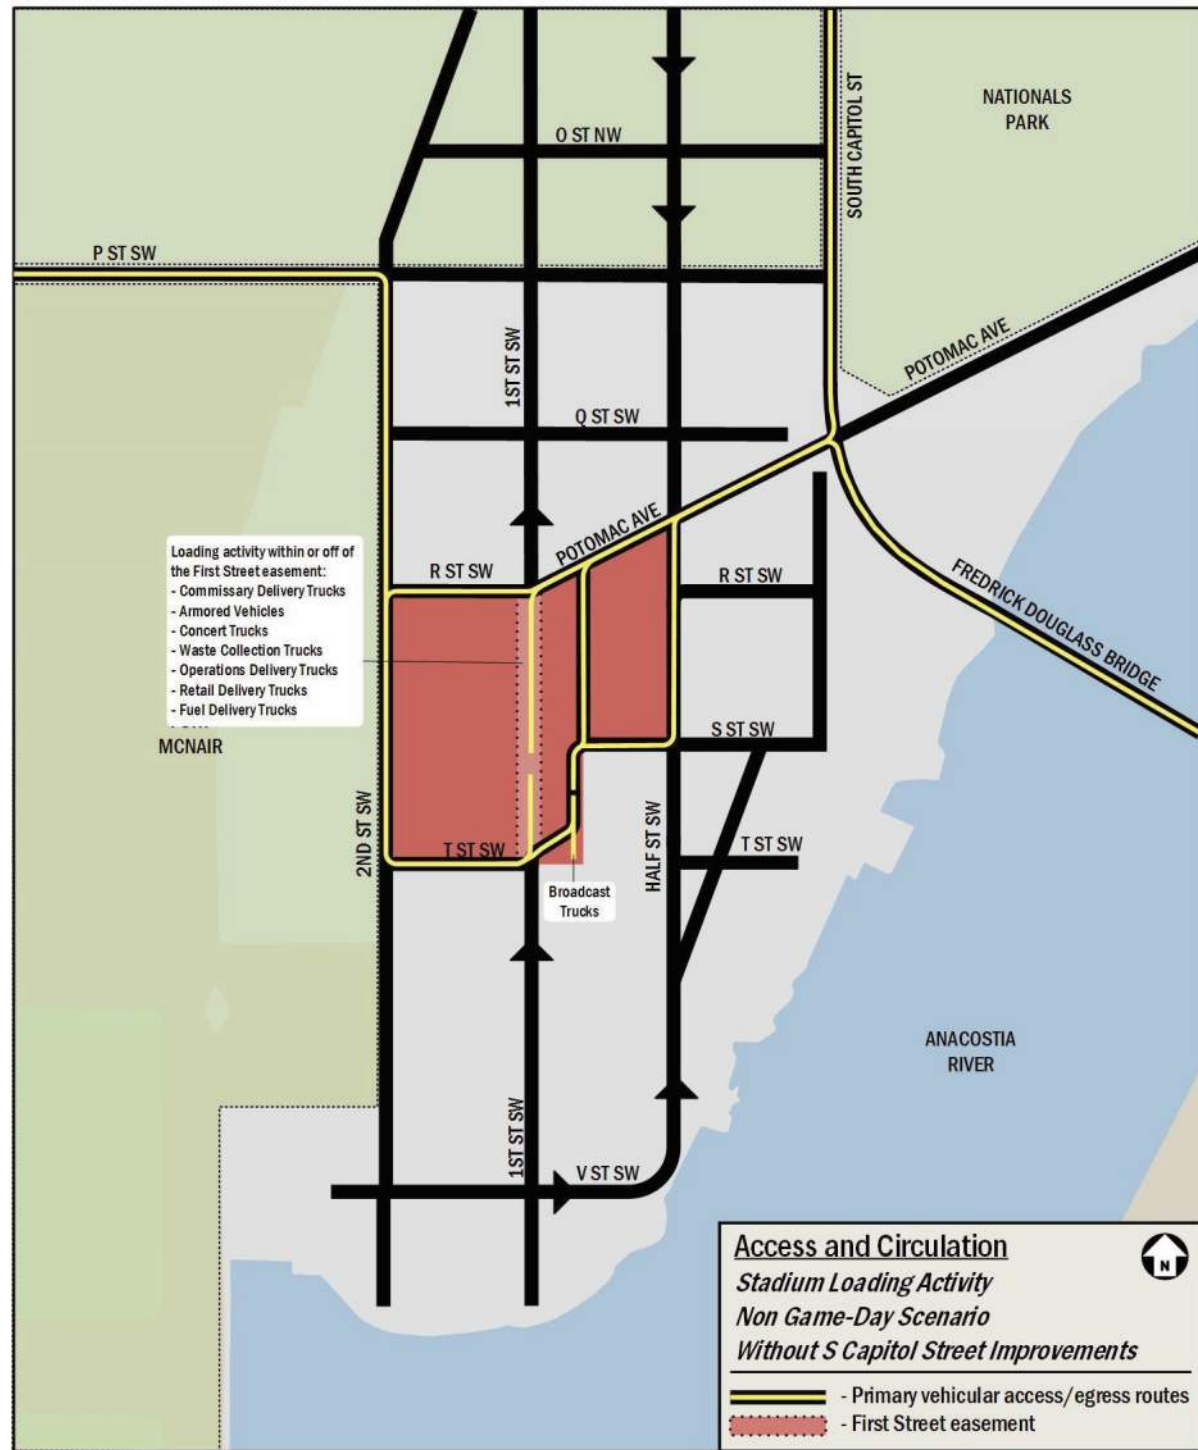 NATIONALS
PARK
SOUTH CAPITOL ST
O ST NW
P ST SW
1ST ST SW
POTOMAC AVE
Q ST SW
POTOMAC AVE
Loading activity within or off of
the First Street easement:
- Commissary Delivery Trucks
- Armored Vehicles
- Concert Trucks
- Waste Collection Trucks
- Operations Delivery Trucks
- Retail Delivery Trucks
- Fuel Delivery Trucks
R ST SW
R ST SW
FREDRICK DOUGLASS BRIDGE
MCNAIR
S ST SW
2ND ST SW
HALF ST SW
T ST SW
T ST SW
Broadcast
Trucks
ANACOSTIA
RIVER
1ST ST SW
V ST SW
Access and Circulation
N
Stadium Loading Activity
Non Game-Day Scenario
Without S Capitol Street Improvements
- Primary vehicular access/egress routes
- First Street easement